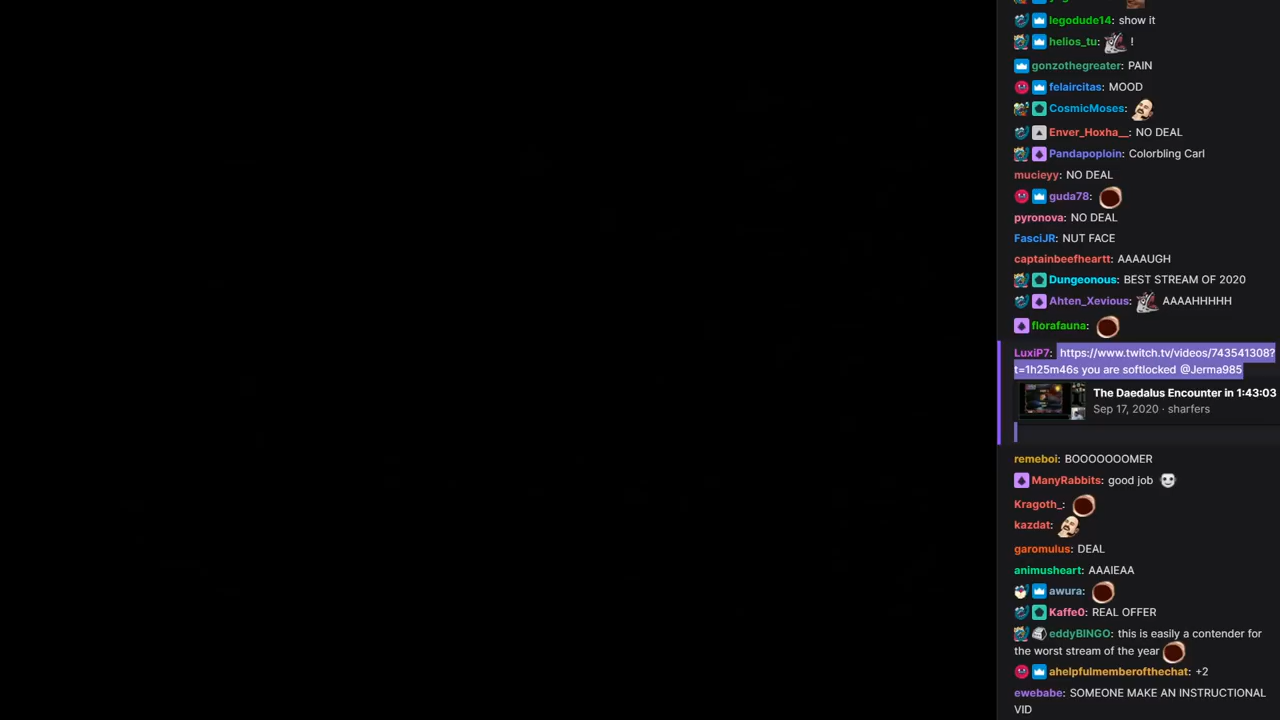 legodude14: show it
helios_tu: !
gonzothegreater: PAIN
felaircitas: MOOD
CosmicMoses:
Enver_Hoxha__: NO DEAL
Pandapoploin: Colorbling Carl
mucieyy: NO DEAL
guda78:
pyronova: NO DEAL
FasciJR: NUT FACE
captainbeefheartt: AAAAUGH
Dungeonous: BEST STREAM OF 2020
Ahten_Xevious: AAAAHHHHH
florafauna:
LuxiP7: https://www.twitch.tv/videos/743541308?
t=1h25m46s you are softlocked @Jerma985
The Daedalus Encounter in 1:43:03
Sep 17, 2020 · sharfers
remeboi: BOOOOOOOMER
ManyRabbits: good job
Kragoth_:
kazdat:
garomulus: DEAL
animusheart: AAAIEAA
awura:
Kaffe0: REAL OFFER
eddyBINGO: this is easily a contender for
the worst stream of the year
ahelpfulmemberofthechat: +2
ewebabe: SOMEONE MAKE AN INSTRUCTIONAL
VID